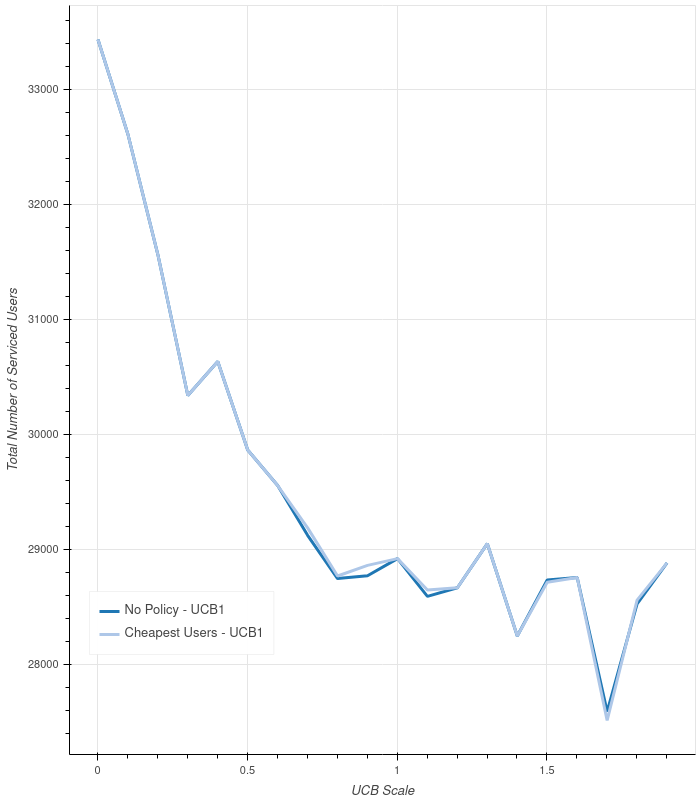 33000
32000
31000
30000
29000
28000
Total Number of Serviced Users
No Policy - UCB1
Cheapest Users - UCB1
0
0.5
1
1.5
UCB Scale